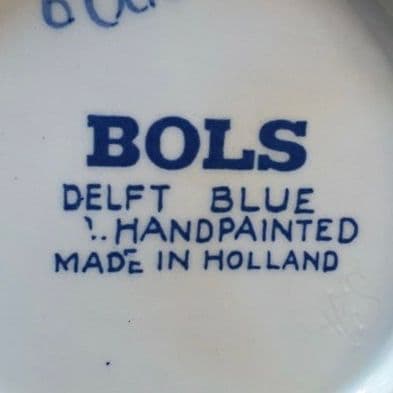 BOLS
DELFT BLUE
HANDPAINTED
MADE IN HOLLAND